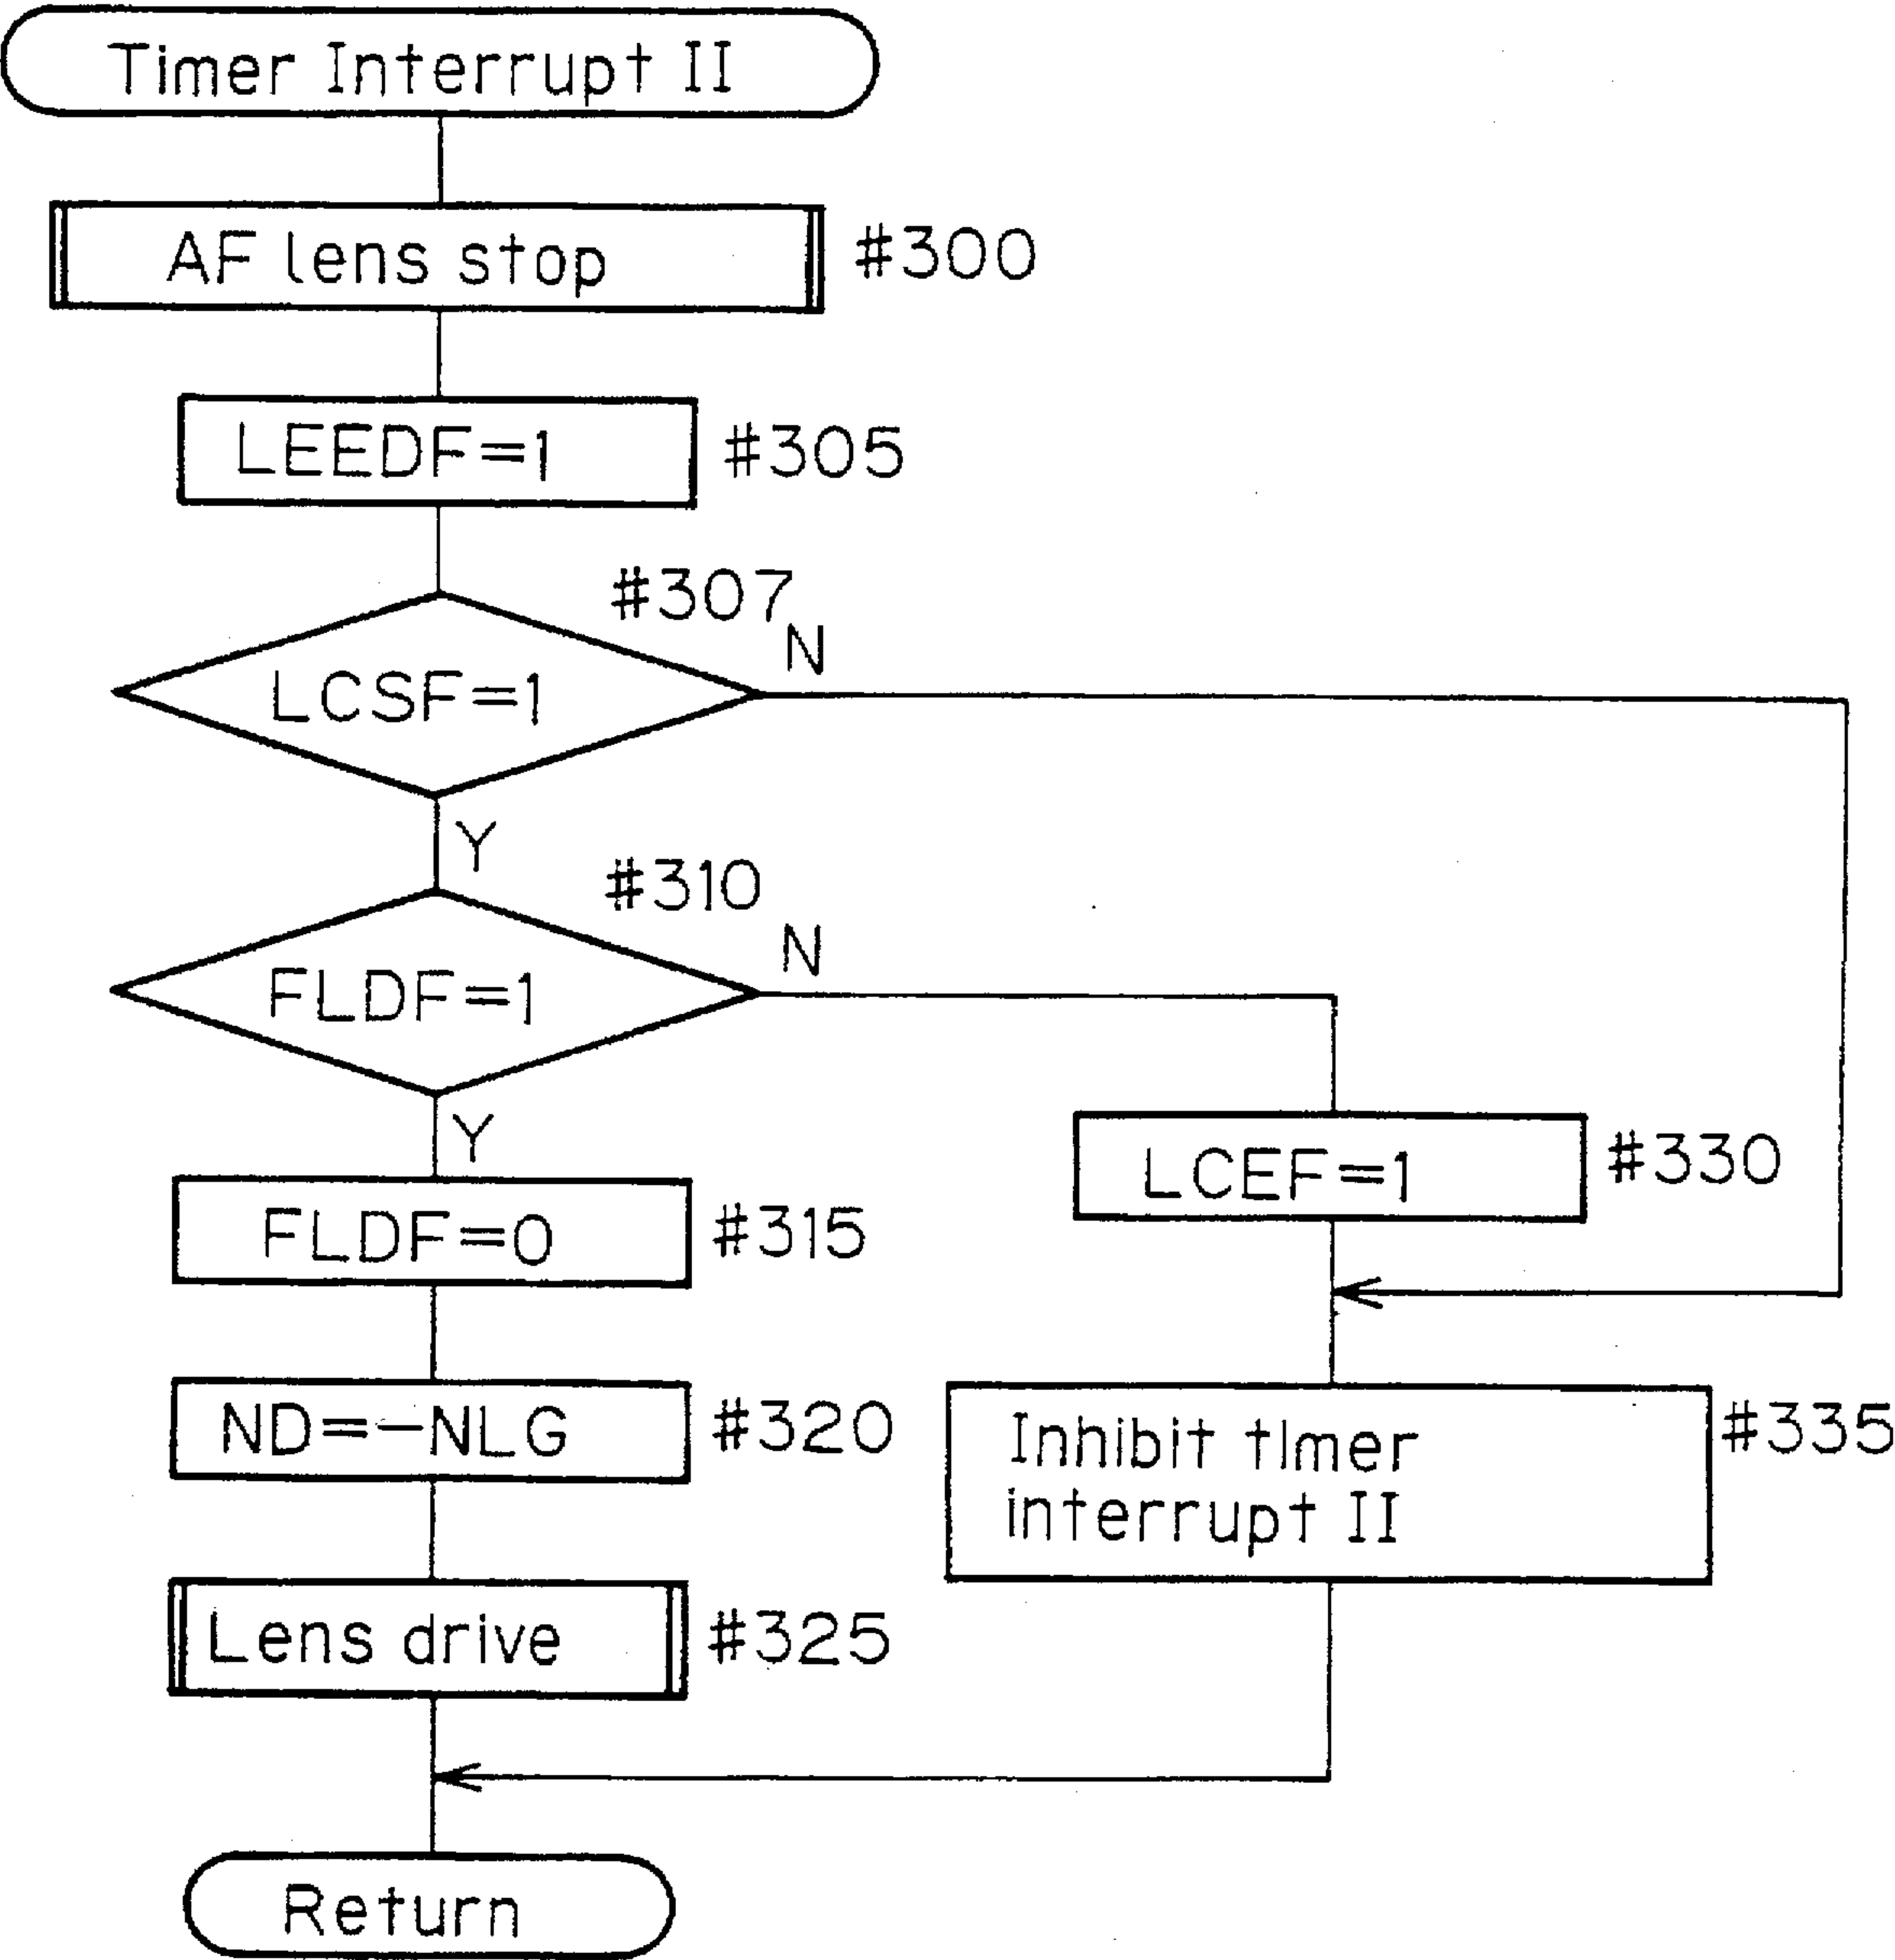 Timer Interrupt II
AF lens stop
#300
LEEDF=1
#305
#307
N
LCSF=1
Y
#310
N
FLDF=1
Y
LCEF=1
#330
FLDF=0
#315
ND=-NLG
#320
Inhibit tImer
interrupt II
#335
Lens drive
#325
Return